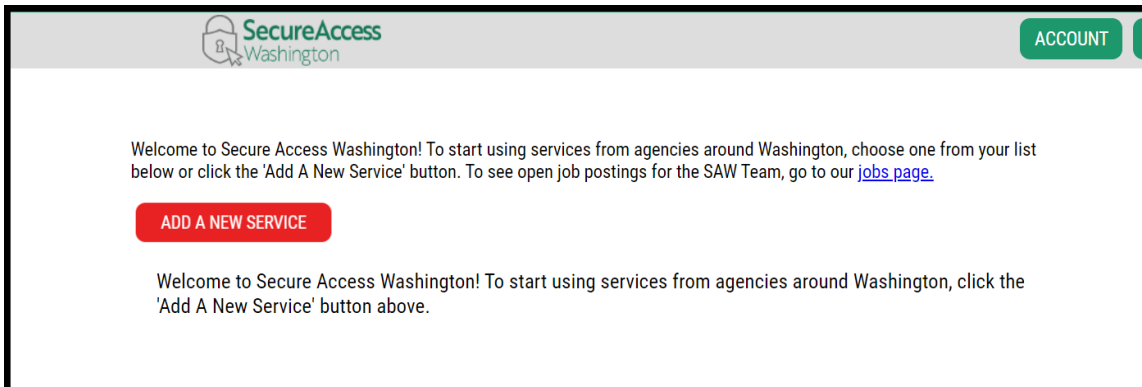 SecureAccess
Washington
ACCOUNT
Welcome to Secure Access Washington! To start using services from agencies around Washington, choose one from your list
below or click the 'Add A New Service' button. To see open job postings for the SAW Team, go to our jobs page.
ADD A NEW SERVICE
Welcome to Secure Access Washington! To start using services from agencies around Washington, click the
'Add A New Service' button above.